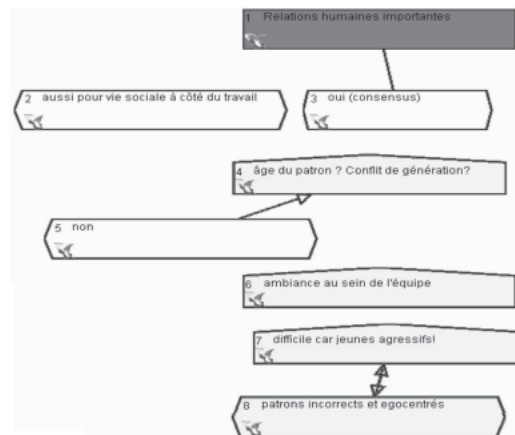 1 Relations humaines importantes
2 aussi pour vie sociale à côté du travail
3 oui (consensus)
4 âge du patron ? Conflit de génération?
5 non
6 ambiance au sein de l'équipe
7 difficile car jeunes agressifs!
8 patrons incorrects et egocentrés